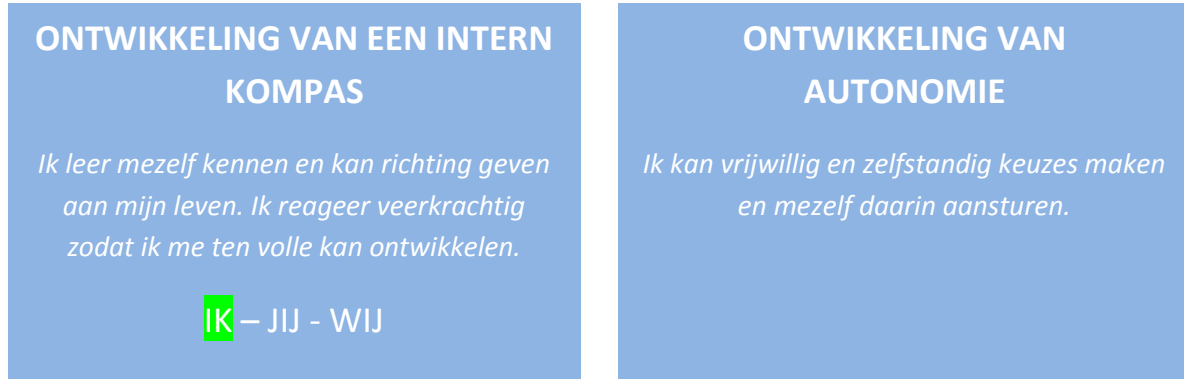 ONTWIKKELING VAN EEN INTERN
KOMPAS
Ik leer mezelf kennen en kan richting geven
aan mijn leven. Ik reageer veerkrachtig
zodat ik me ten volle kan ontwikkelen.
IK – JIJ - WIJ
ONTWIKKELING VAN
AUTONOMIE
Ik kan vrijwillig en zelfstandig keuzes maken
en mezelf daarin aansturen.